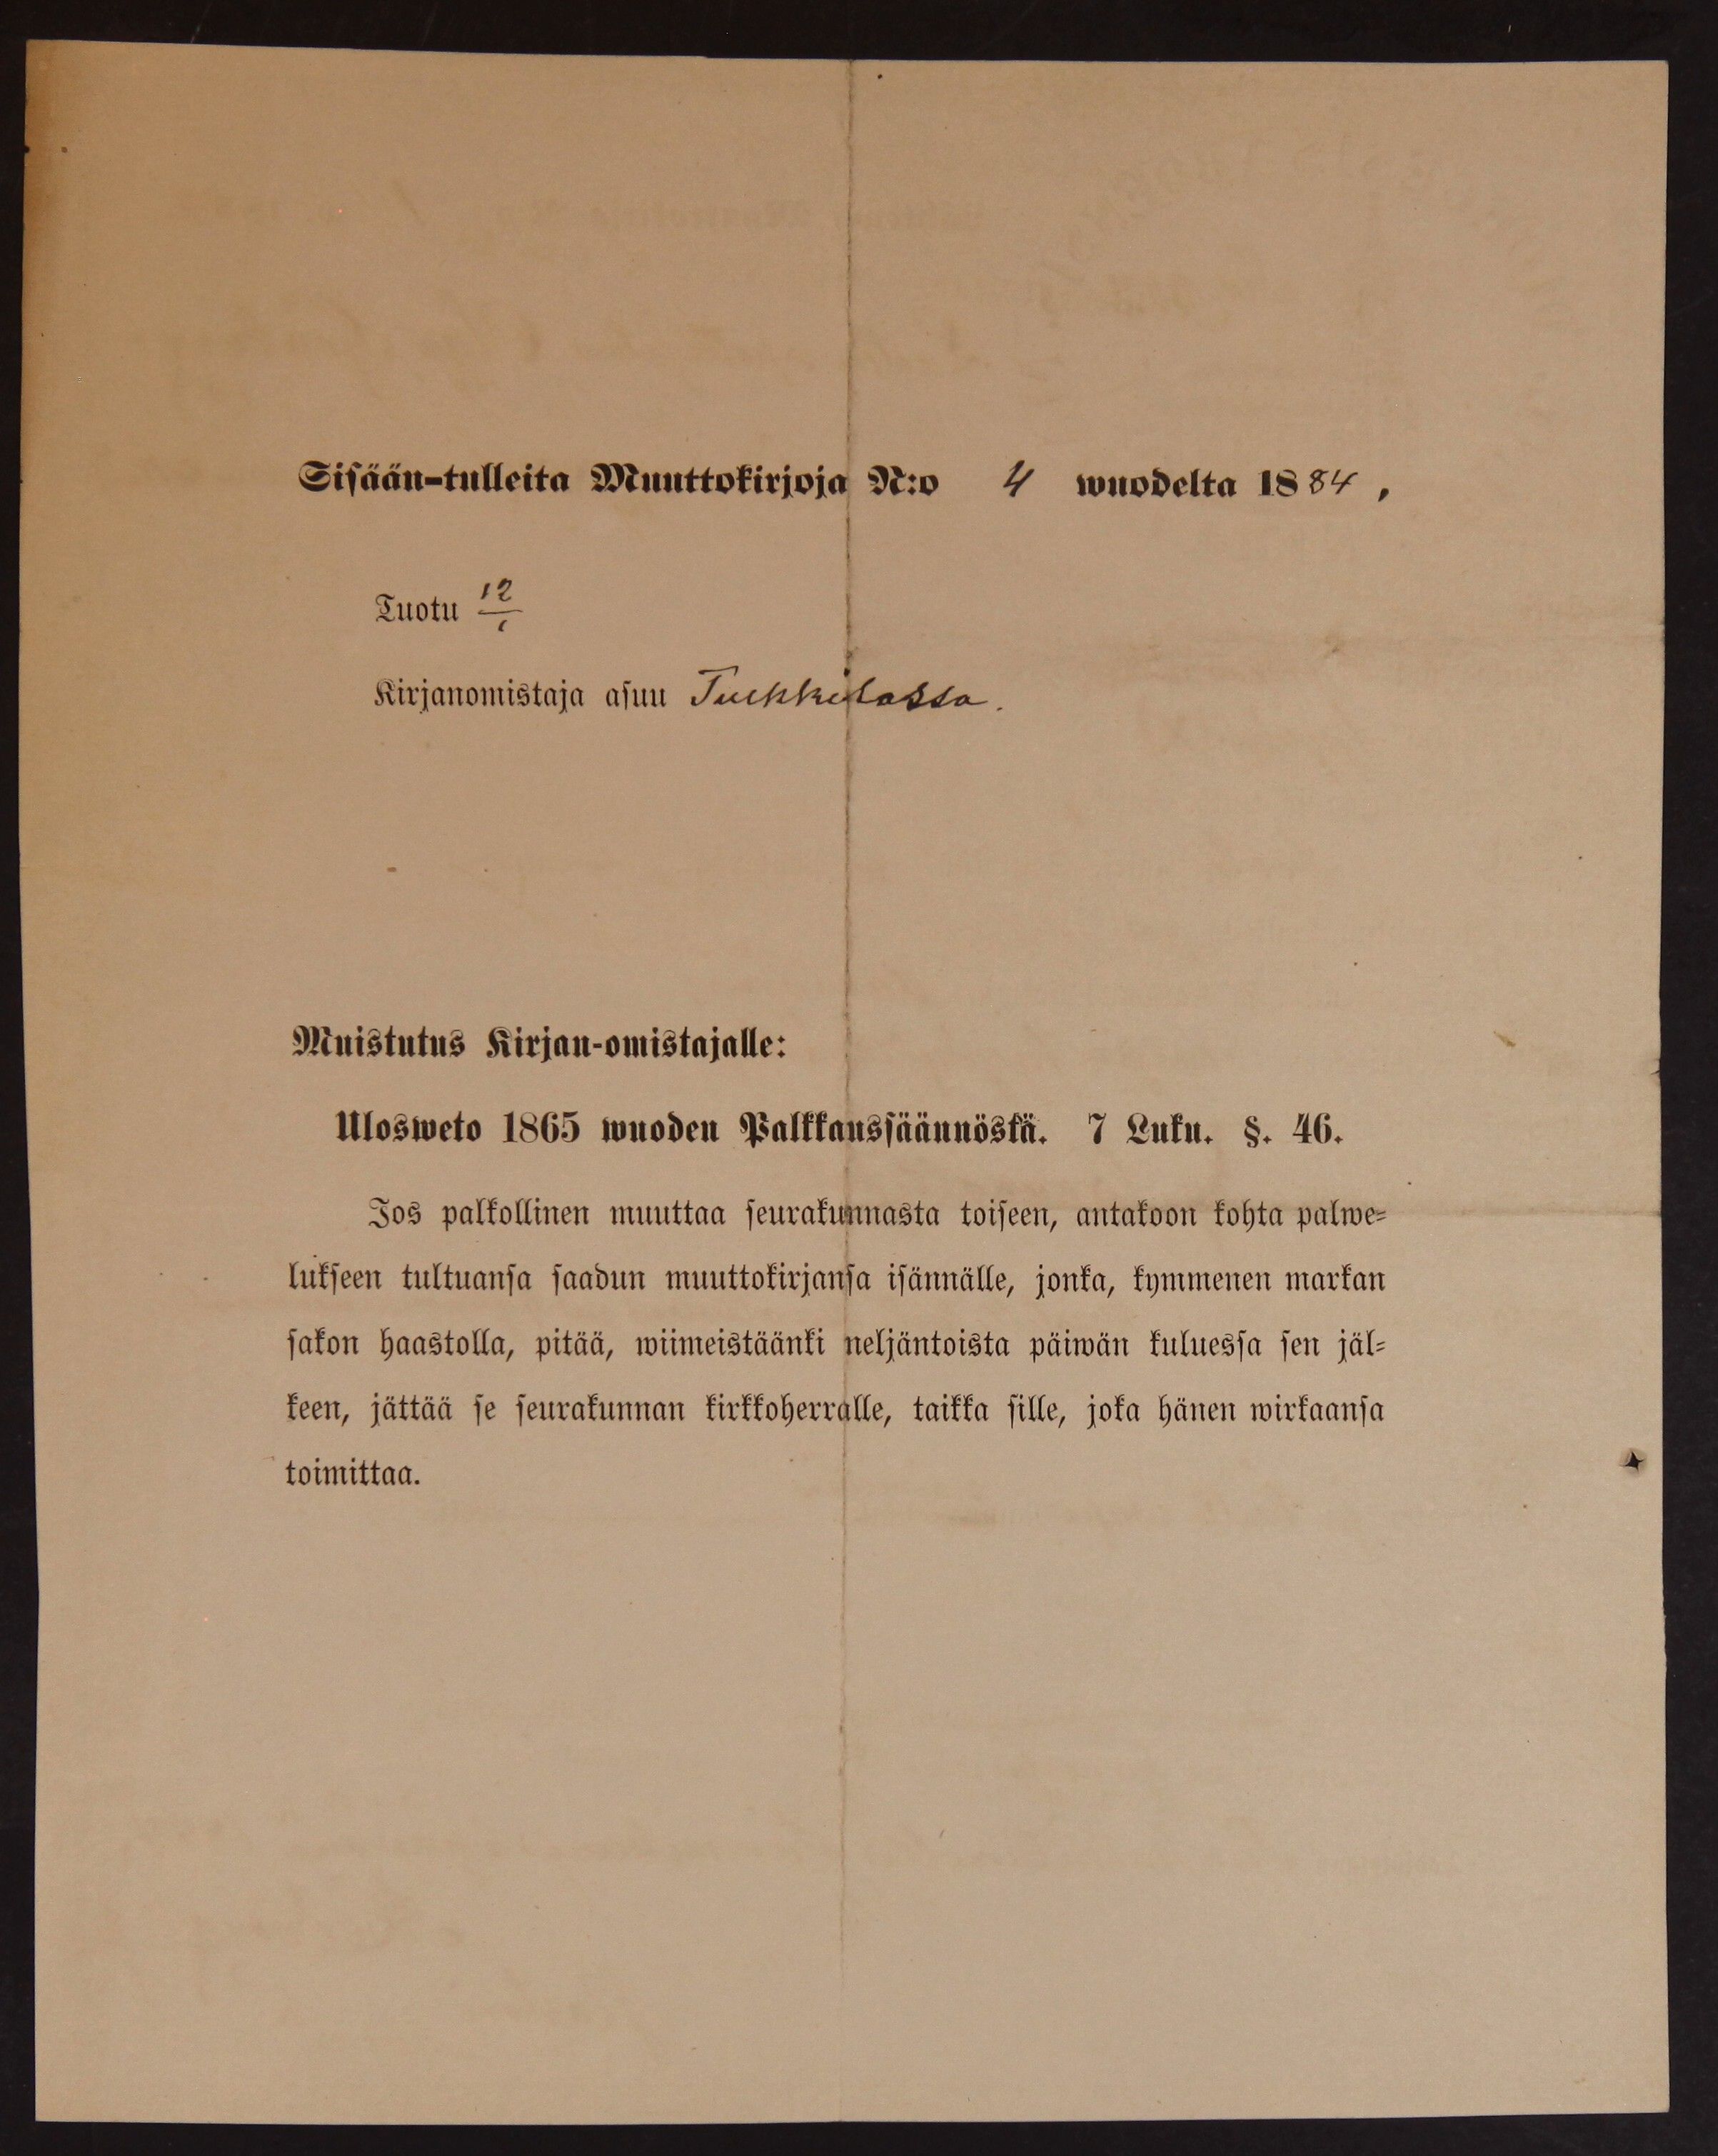 Sisään-tulleita Muuttokirjoja N:o 4 wuodelta 1884,
Tuotu 12/1
Kirjanomistaja asuu
Muistutus Kirjan-omistajalle:
Ulosweto 1865 wuoden Palkkaussäännöstä. 7 Luku. §. 46.
Jos palkollinen muuttaa seurakunnasta toiseen, antakoon kohta palwe-
lukseen tultuansa saadun muuttokirjansa isännälle, jonka, kymmenen markan
sakon haastolla, pitää, wiimeistäänki neljäntoista päiwän kuluessa sen jäl-
keen, jättää se seurakunnan kirkkoherralle, taikka sille, joka hänen wirkaansa
toimittaa.